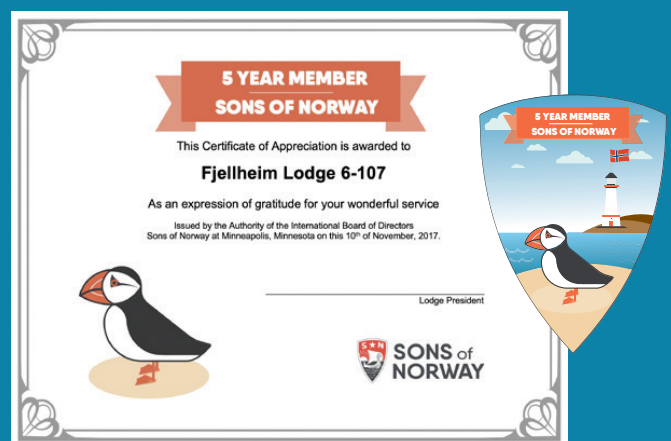 5 YEAR MEMBER
SONS OF NORWAY
This Certificate of Appreciation is awarded to
Fjellheim Lodge 6-107
As an expression of gratitude for your wonderful service
Issued by the Authority of the International Board of Directors
Sons of Norway at Minneapolis, Minnesota on this 10th of November, 2017.
Lodge President
S N
SONS of
NORWAY
5 YEAR MEMBER
SONS OF NORWAY